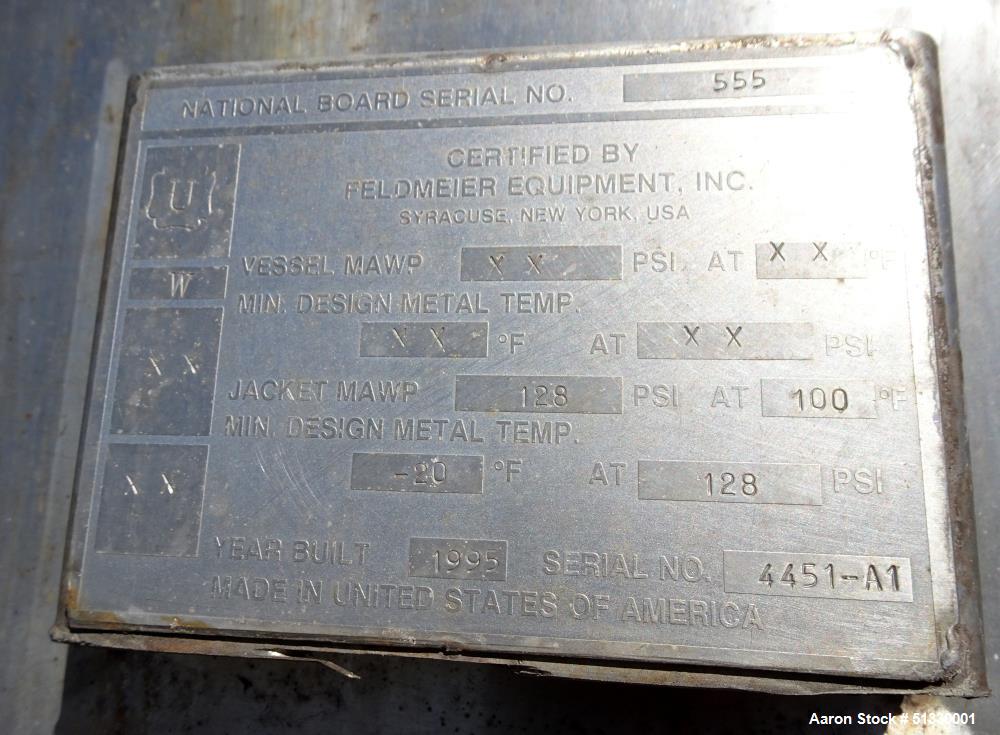 NATIONAL BOARD SERIAL NO. 555
U
CERTIFIED BY
FELDMEIER EQUIPMENT, INC.
SYRACUSE, NEW YORK, USA
VESSEL MAWP X X PSI AT X X °F
W
MIN. DESIGN METAL TEMP.
X X °F AT X X PSI
X X
JACKET MAWP 128 PSI AT 100 °F
MIN. DESIGN METAL TEMP.
-20 °F AT 128 PSI
X X
YEAR BUILT 1995 SERIAL NO. 4451-A1
MADE IN UNITED STATES OF AMERICA
Aaron Stock # 51330001